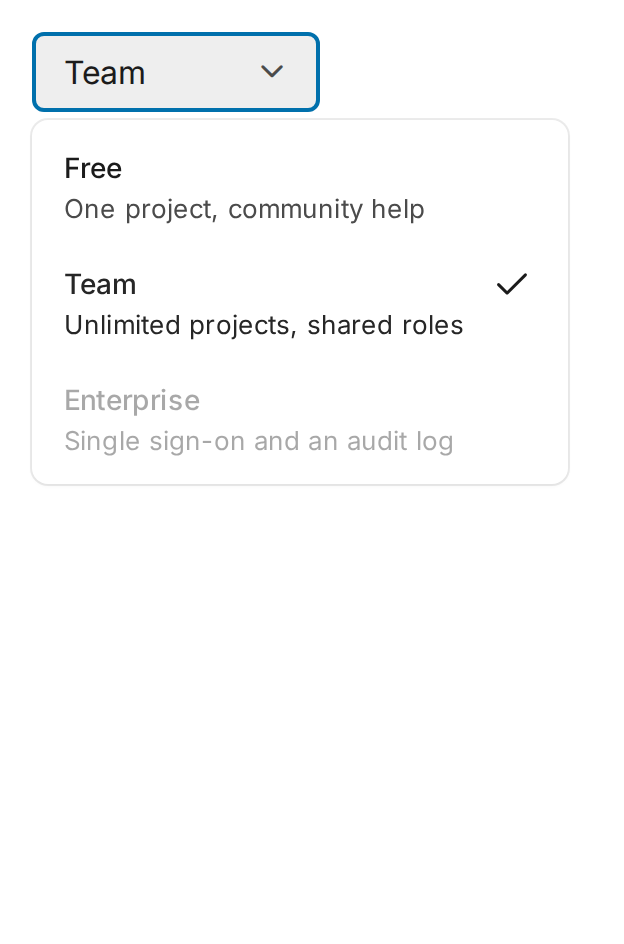 Team
Free
One project, community help
Team
Unlimited projects, shared roles
Enterprise
Single sign-on and an audit log